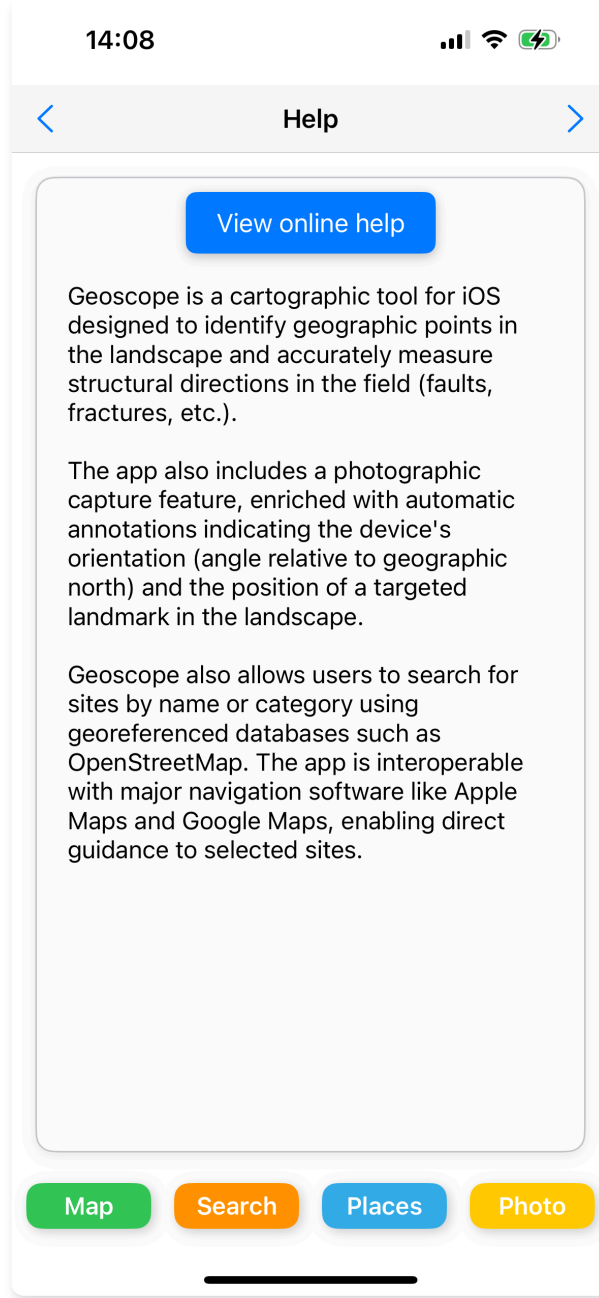 14:08
Help
View online help
Geoscope is a cartographic tool for iOS
designed to identify geographic points in
the landscape and accurately measure
structural directions in the field (faults,
fractures, etc.).
The app also includes a photographic
capture feature, enriched with automatic
annotations indicating the device's
orientation (angle relative to geographic
north) and the position of a targeted
landmark in the landscape.
Geoscope also allows users to search for
sites by name or category using
georeferenced databases such as
OpenStreetMap. The app is interoperable
with major navigation software like Apple
Maps and Google Maps, enabling direct
guidance to selected sites.
Map Search Places Photo